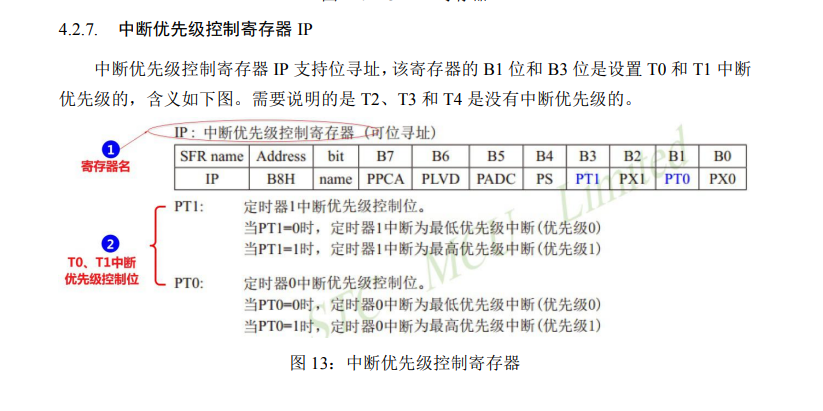 4.2.7. 中断优先级控制寄存器 IP
中断优先级控制寄存器 IP 支持位寻址，该寄存器的 B1 位和 B3 位是设置 T0 和 T1 中断
优先级的，含义如下图。需要说明的是 T2、T3 和 T4 是没有中断优先级的。
IP：中断优先级控制寄存器（可位寻址）
1
寄存器名
SFR name Address bit B7 B6 B5 B4 B3 B2 B1 B0
IP B8H name PPCA PLVD PADC PS PT1 PX1 PT0 PX0
PT1: 定时器1中断优先级控制位。
当PT1=0时，定时器1中断为最低优先级中断(优先级0)
当PT1=1时，定时器1中断为最高优先级中断(优先级1)
2
T0、T1中断
优先级控制位
PT0: 定时器0中断优先级控制位。
当PT0=0时，定时器0中断为最低优先级中断(优先级0)
当PT0=1时，定时器0中断为最高优先级中断(优先级1)
STC MCU Limited
图 13：中断优先级控制寄存器